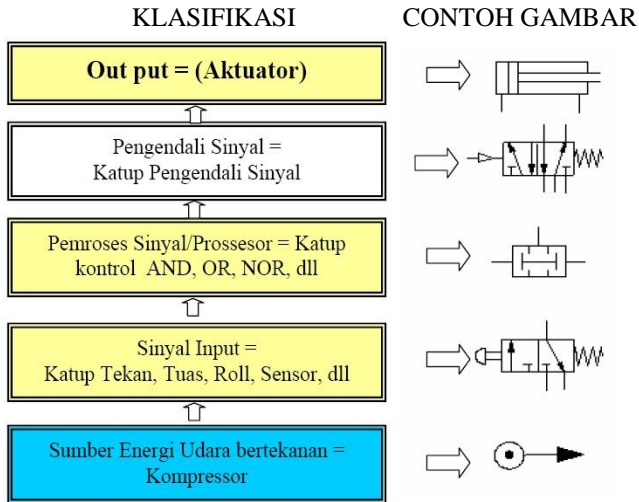 KLASIFIKASI
CONTOH GAMBAR
Out put = (Aktuator)
Pengendali Sinyal =
Katup Pengendali Sinyal
Pemroses Sinyal/Prossesor = Katup
kontrol AND, OR, NOR, dll
Sinyal Input =
Katup Tekan, Tuas, Roll, Sensor, dll
Sumber Energi Udara bertekanan =
Kompressor